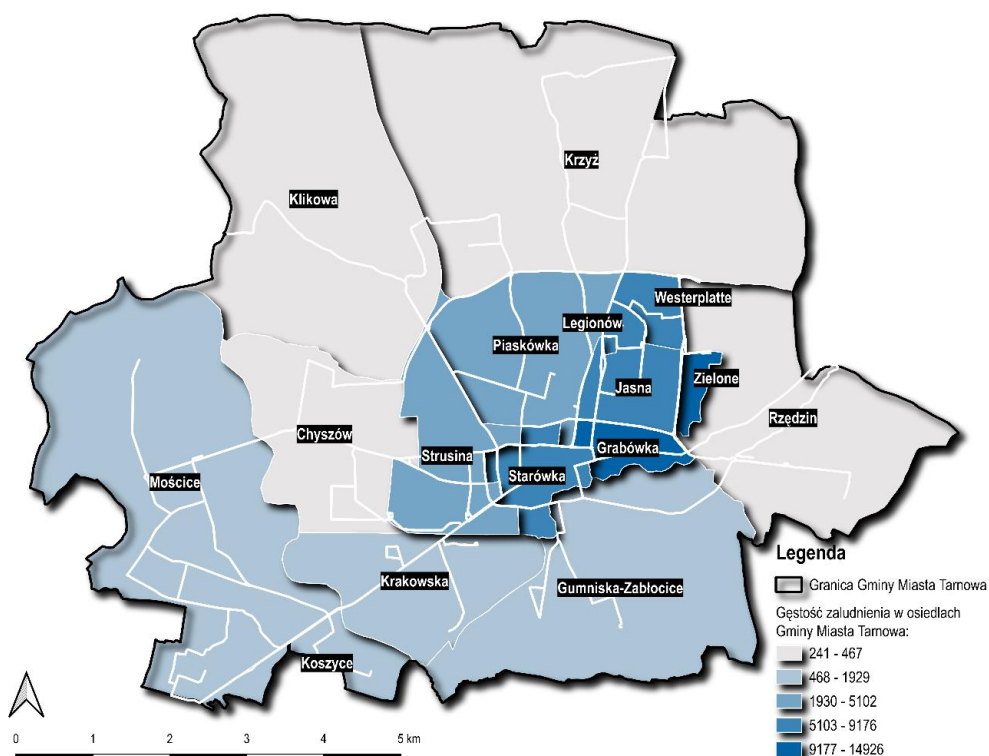 Krzyż
Klikowa
Westerplatte
Legionów
Piaskówka
Jasna
Zielone
Rzędzin
Chyszów
Grabówka
Strusina
Starówka
Mościce
Krakowska
Gumniska-Zabłocice
Koszyce
Legenda
Granica Gminy Miasta Tarnowa
Gęstość zaludnienia w osiedlach
Gminy Miasta Tarnowa:
241 - 467
468 - 1929
1930 - 5102
5103 - 9176
9177 - 14926
0 1 2 3 4 5 km